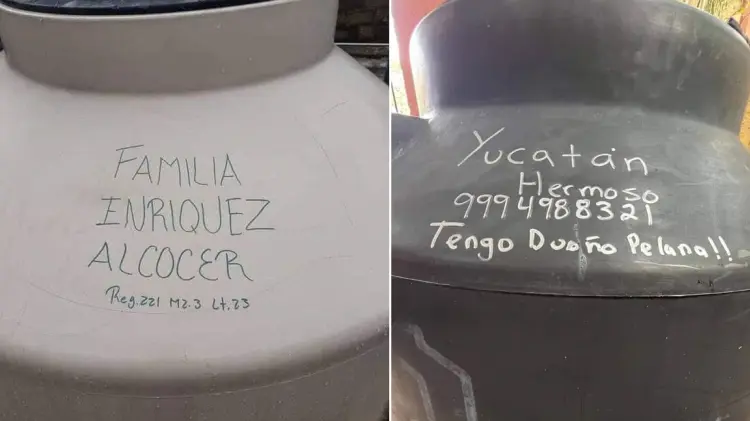 FAMILIA
ENRIQUEZ
ALCOCER
Reg.221 Mz.3 Lt.23
Yucatán
Hermoso
9994988321
Tengo Dueño Pelana!!